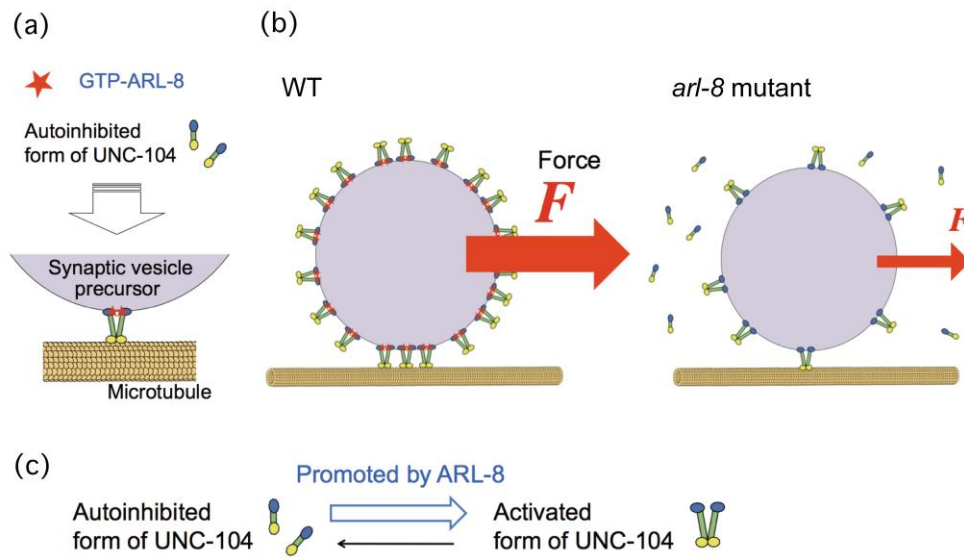 (a)
GTP-ARL-8
Autoinhibited
form of UNC-104
Synaptic vesicle
precursor
Microtubule
(b)
WT
Force
F
arl-8 mutant
F
(c)
Promoted by ARL-8
Autoinhibited
form of UNC-104
Activated
form of UNC-104